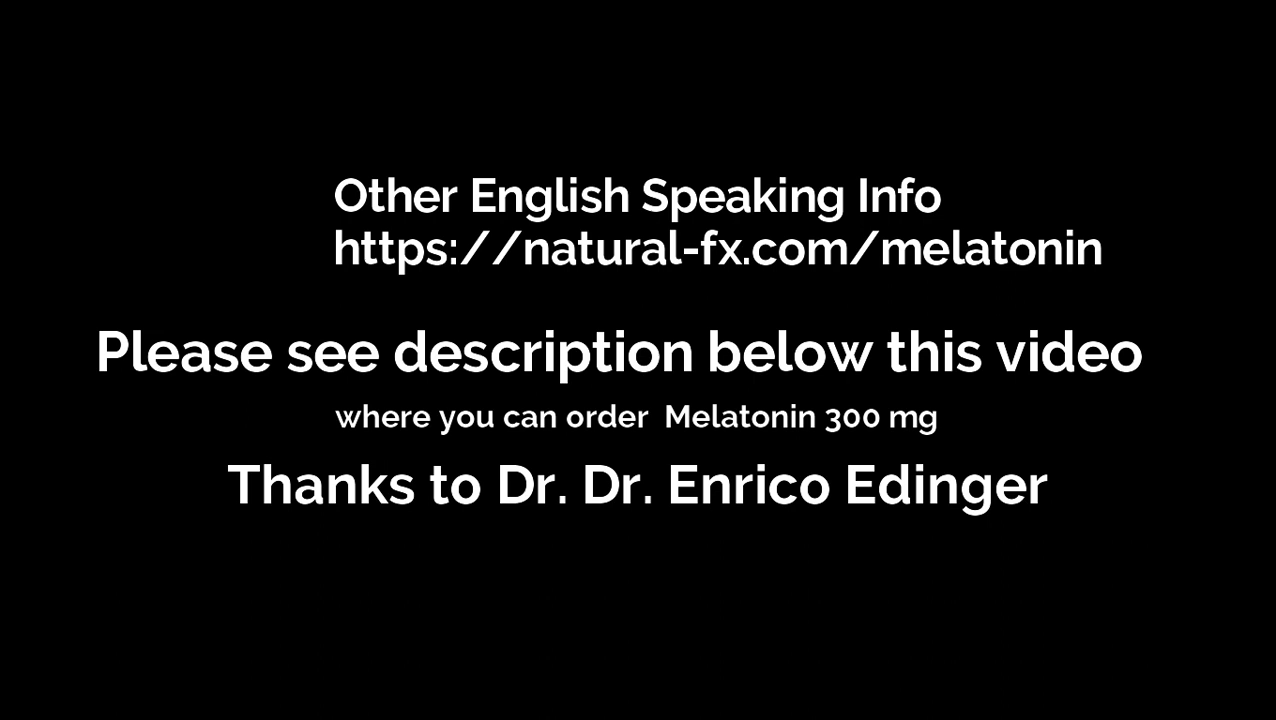 Other English Speaking Info
https://natural-fx.com/melatonin
Please see description below this video
where you can order Melatonin 300 mg
Thanks to Dr. Dr. Enrico Edinger